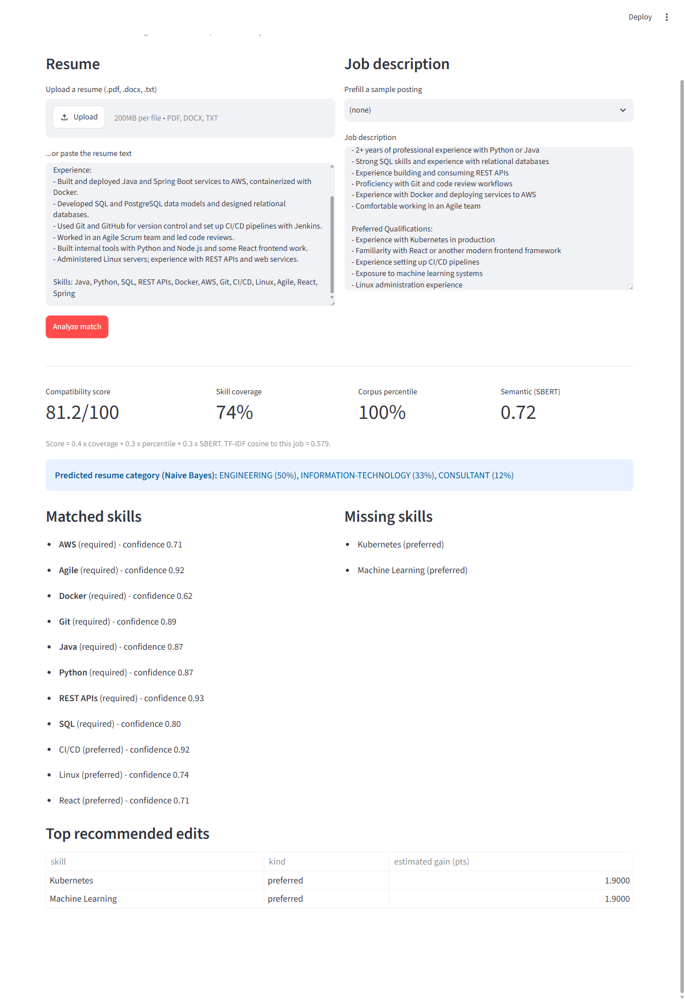 Deploy
Resume
Upload a resume (.pdf, .docx, .txt)
Upload
200MB per file • PDF, DOCX, TXT
...or paste the resume text
Experience:
- Built and deployed Java and Spring Boot services to AWS, containerized with
Docker.
- Developed SQL and PostgreSQL data models and designed relational
databases.
- Used Git and GitHub for version control and set up CI/CD pipelines with Jenkins.
- Worked in an Agile Scrum team and led code reviews.
- Built internal tools with Python and Node.js and some React frontend work.
- Administered Linux servers; experience with REST APIs and web services.
Skills: Java, Python, SQL, REST APIs, Docker, AWS, Git, CI/CD, Linux, Agile, React,
Spring
Analyze match
Job description
Prefill a sample posting
(none)
Job description
- 2+ years of professional experience with Python or Java
- Strong SQL skills and experience with relational databases
- Experience building and consuming REST APIs
- Proficiency with Git and code review workflows
- Experience with Docker and deploying services to AWS
- Comfortable working in an Agile team
Preferred Qualifications:
- Experience with Kubernetes in production
- Familiarity with React or another modern frontend framework
- Experience setting up CI/CD pipelines
- Exposure to machine learning systems
- Linux administration experience
Compatibility score
81.2/100
Skill coverage
74%
Corpus percentile
100%
Semantic (SBERT)
0.72
Score = 0.4 x coverage + 0.3 x percentile + 0.3 x SBERT. TF-IDF cosine to this job = 0.579.
Predicted resume category (Naive Bayes): ENGINEERING (50%), INFORMATION-TECHNOLOGY (33%), CONSULTANT (12%)
Matched skills
AWS (required) - confidence 0.71
Agile (required) - confidence 0.92
Docker (required) - confidence 0.62
Git (required) - confidence 0.89
Java (required) - confidence 0.87
Python (required) - confidence 0.87
REST APIs (required) - confidence 0.93
SQL (required) - confidence 0.80
CI/CD (preferred) - confidence 0.92
Linux (preferred) - confidence 0.74
React (preferred) - confidence 0.71
Missing skills
Kubernetes (preferred)
Machine Learning (preferred)
Top recommended edits
skill kind estimated gain (pts)
Kubernetes preferred 1.9000
Machine Learning preferred 1.9000